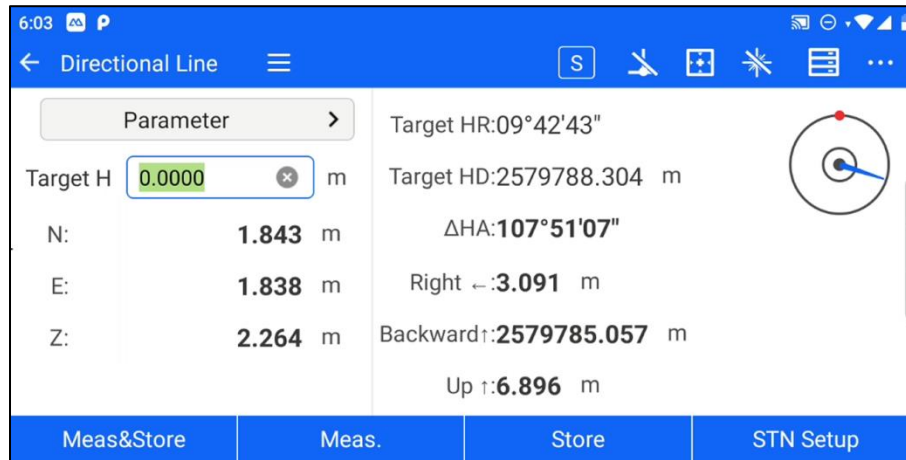 6:03
Directional Line
S
Parameter >
Target H 0.0000 m
N: 1.843 m
E: 1.838 m
Z: 2.264 m
Target HR:09°42'43"
Target HD:2579788.304 m
ΔHA:107°51'07"
Right ←:3.091 m
Backward↑:2579785.057 m
Up ↑:6.896 m
Meas&Store
Meas.
Store
STN Setup